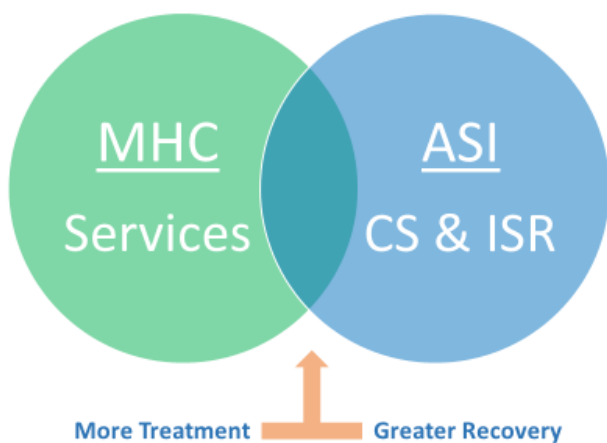 MHC
Services
ASI
CS & ISR
More Treatment
Greater Recovery